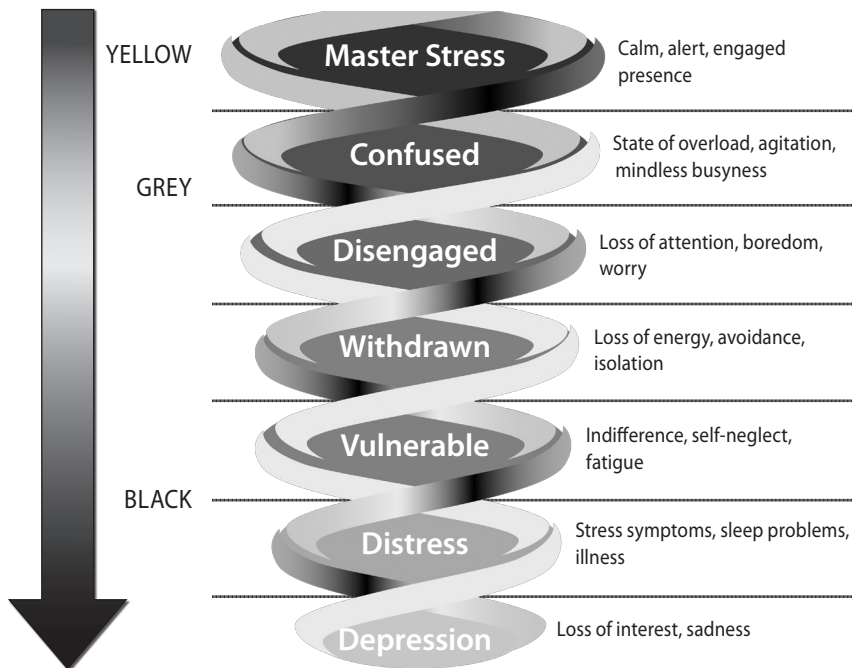 YELLOW
Master Stress
Calm, alert, engaged
presence
Confused
State of overload, agitation,
mindless busyness
GREY
Disengaged
Loss of attention, boredom,
worry
Withdrawn
Loss of energy, avoidance,
isolation
Vulnerable
Indifference, self-neglect,
fatigue
BLACK
Distress
Stress symptoms, sleep problems,
illness
Depression
Loss of interest, sadness